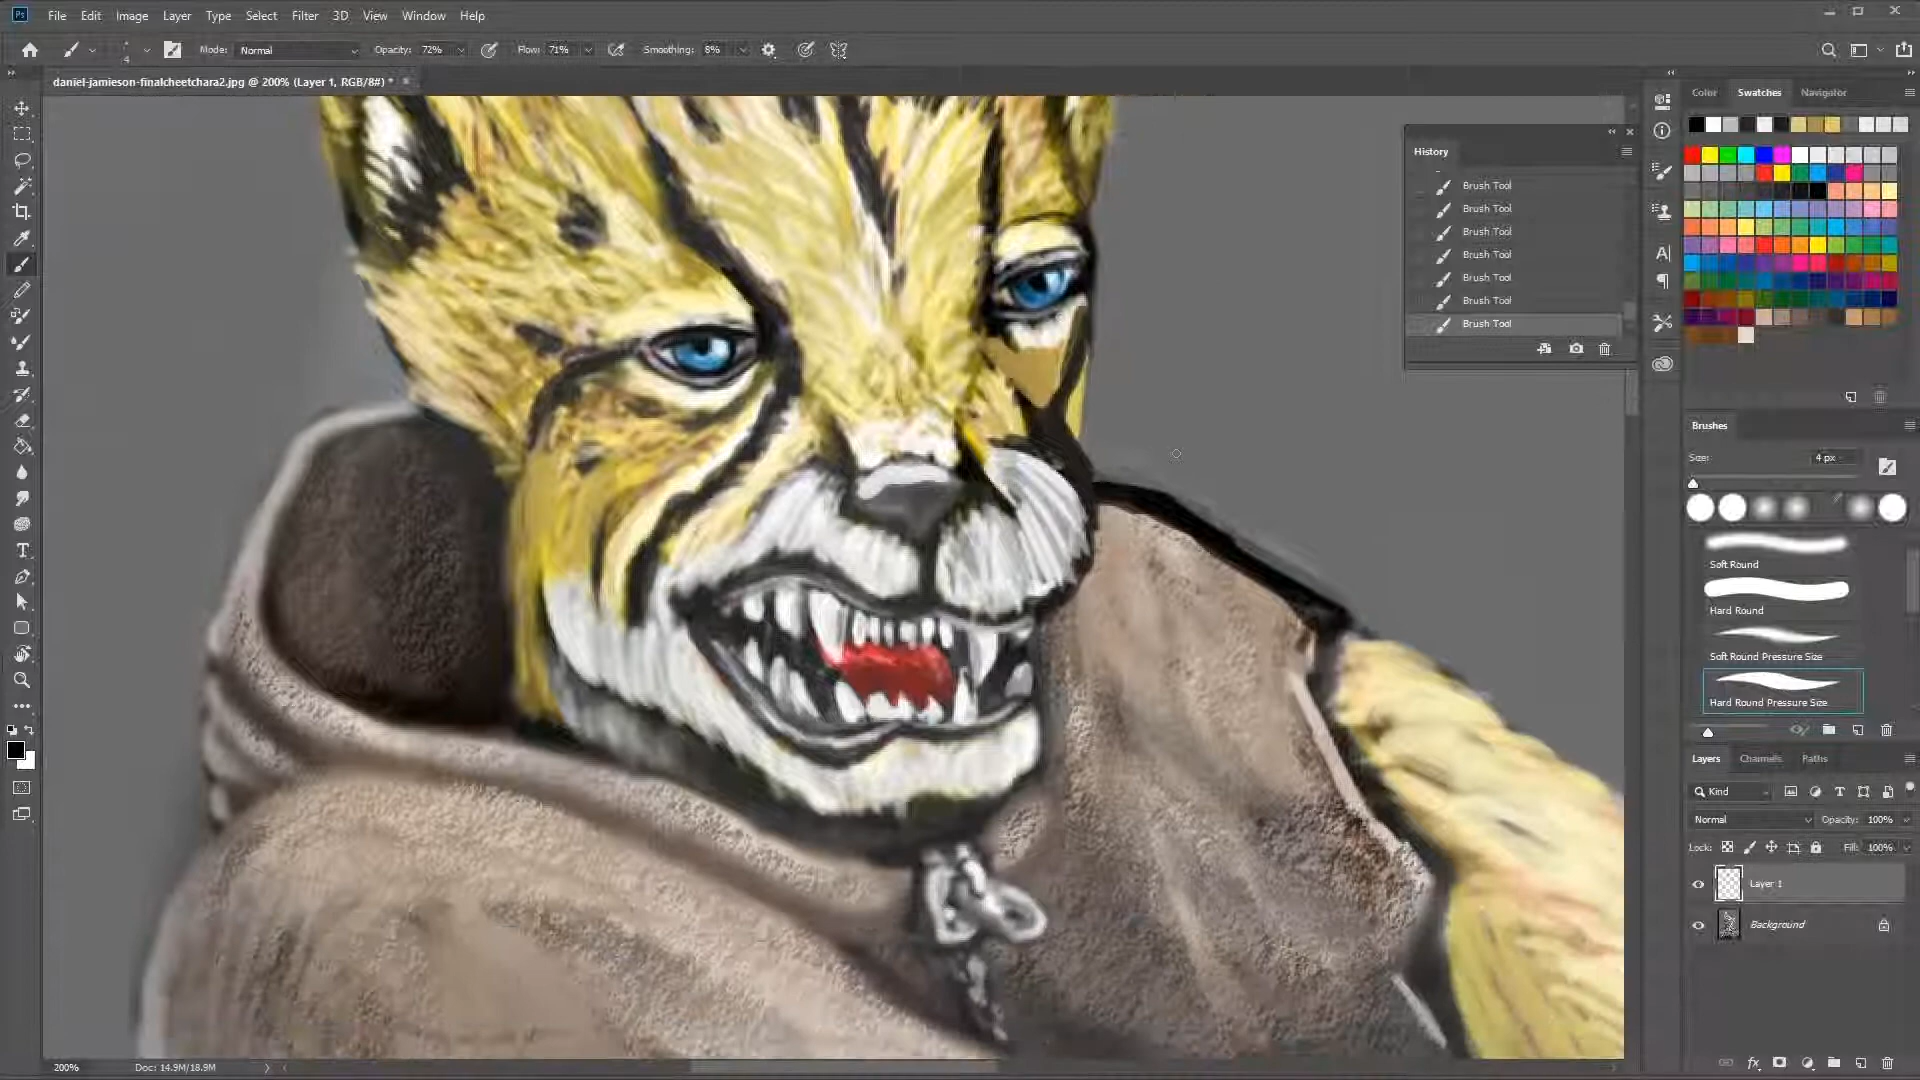 Ps File Edit Image Layer Type Select Filter 3D View Window Help
4 Mode: Normal Opacity: 72% Flow: 71% Smoothing: 8%
daniel-jamieson-finalcheetchara2.jpg @ 200% (Layer 1, RGB/8#) *
Color Swatches Navigator
History
Brush Tool
Brush Tool
Brush Tool
Brush Tool
Brush Tool
Brush Tool
Brush Tool
Brushes
Size: 4 px
Soft Round
Hard Round
Soft Round Pressure Size
Hard Round Pressure Size
Layers Channels Paths
Kind
Normal Opacity: 100%
Lock: Fill: 100%
Layer 1
Background
200% Doc: 14.9M/18.9M